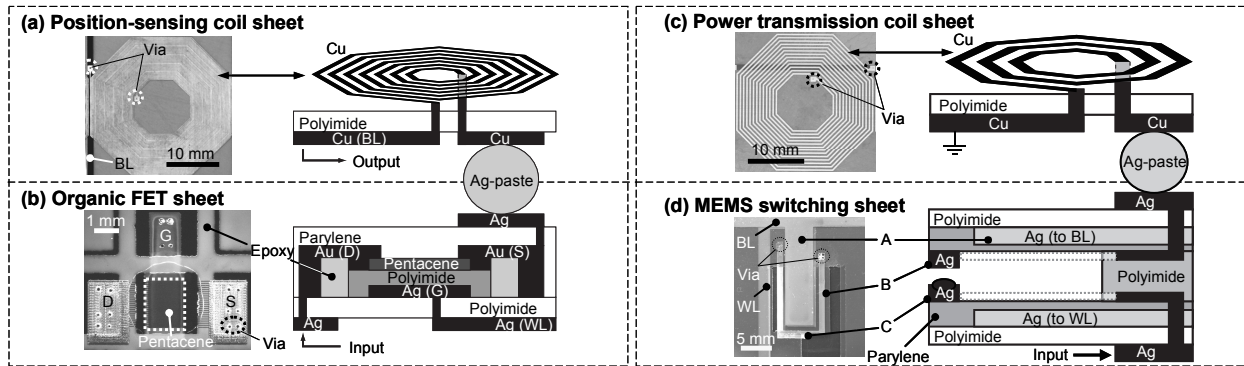 (a) Position-sensing coil sheet
Via
Cu
Polyimide
Cu (BL)
Cu
Output
BL
10 mm
Ag-paste
(b) Organic FET sheet
1 mm
G
Epoxy
D
S
Pentacene
Via
Ag
Parylene
Au (D)
Au (S)
Pentacene
Polyimide
Ag (G)
Polyimide
Ag
Ag (WL)
Input
(c) Power transmission coil sheet
Cu
Via
10 mm
Polyimide
Cu
Cu
Ag-paste
(d) MEMS switching sheet
BL
Via
WL
5 mm
A
B
C
Parylene
Ag
Polyimide
Ag (to BL)
Ag
Polyimide
Ag
Ag (to WL)
Polyimide
Input
Ag